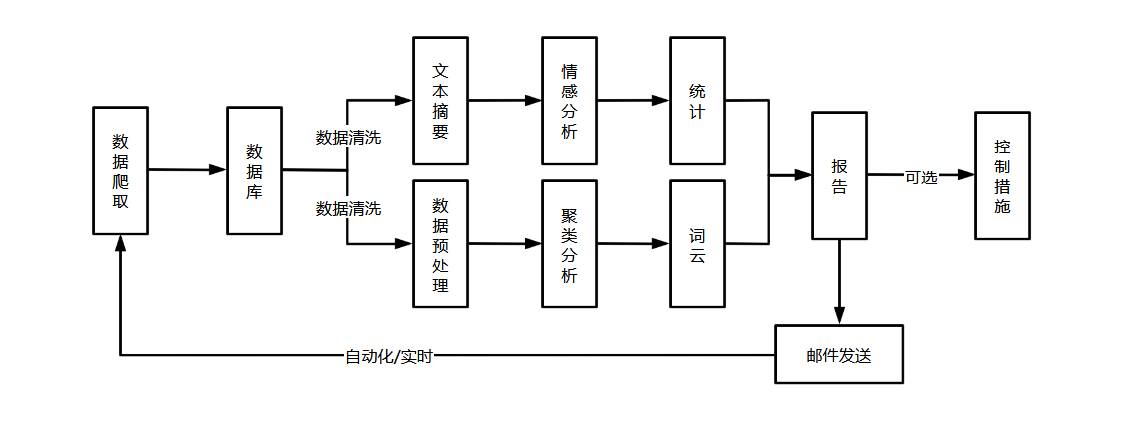 数据爬取
数据库
数据清洗
数据清洗
文本摘要
情感分析
统计
数据预处理
聚类分析
词云
报告
可选
控制措施
邮件发送
自动化/实时